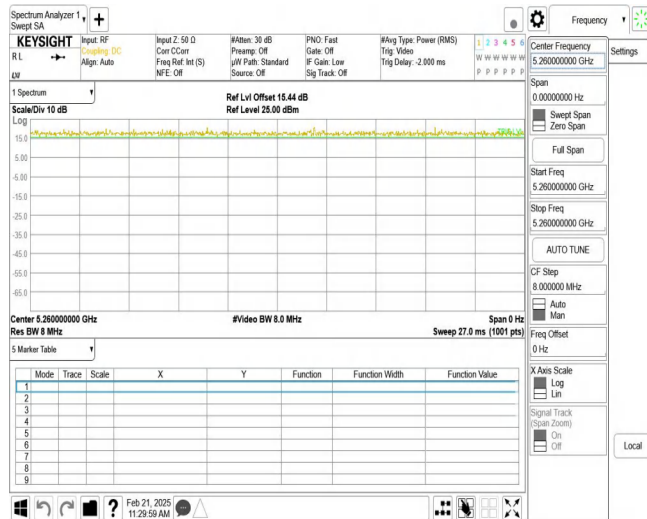 Spectrum Analyzer 1
Swept SA
+
Frequency
KEYSIGHT
R L
Input: RF
Coupling: DC
Align: Auto
Input Z: 50 Ω
Corr CCorr
Freq Ref: Int (S)
NFE: Off
#Atten: 30 dB
Preamp: Off
µW Path: Standard
Source: Off
PNO: Fast
Gate: Off
IF Gain: Low
Sig Track: Off
#Avg Type: Power (RMS)
Trig: Video
Trig Delay: -2.000 ms
1 2 3 4 5 6
W W W W W W
P P P P P P
1 Spectrum
Scale/Div 10 dB
Ref Lvl Offset 15.44 dB
Ref Level 25.00 dBm
Log
15.0
5.00
-5.00
-15.0
-25.0
-35.0
-45.0
-55.0
-65.0
Center 5.260000000 GHz
#Video BW 8.0 MHz
Span 0 Hz
Res BW 8 MHz
Sweep 27.0 ms (1001 pts)
5 Marker Table
Mode Trace Scale X Y Function Function Width Function Value
1
2
3
4
5
6
7
8
9
Center Frequency
5.260000000 GHz
Settings
Span
0.00000000 Hz
Swept Span
Zero Span
Full Span
Start Freq
5.260000000 GHz
Stop Freq
5.260000000 GHz
AUTO TUNE
CF Step
8.000000 MHz
Auto
Man
Freq Offset
0 Hz
X Axis Scale
Log
Lin
Signal Track
(Span Zoom)
On
Off
Local
?
Feb 21, 2025
11:29:59 AM